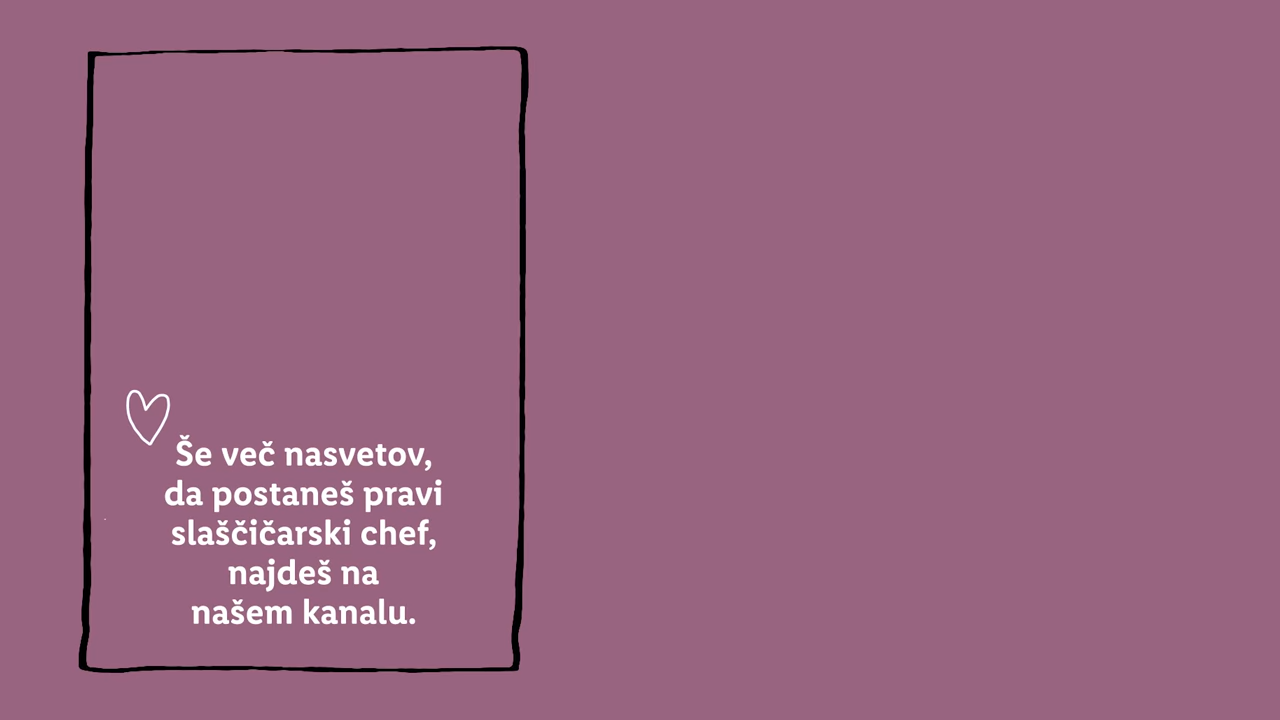 Še več nasvetov,
da postaneš pravi
slaščičarski chef,
najdeš na
našem kanalu.